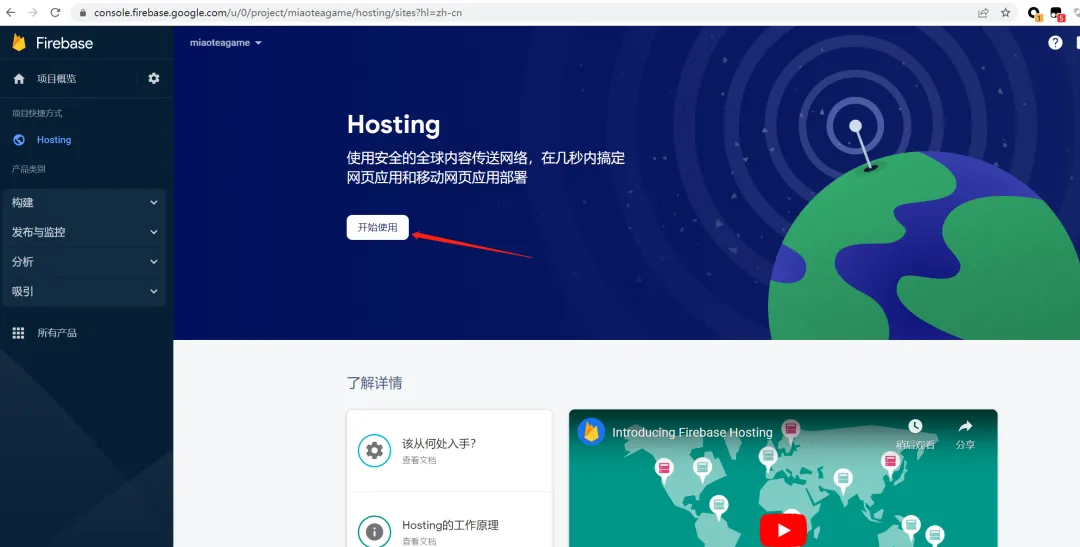 console.firebase.google.com/u/0/project/miaoteagame/hosting/sites?hl=zh-cn
1
5
Firebase
miaoteagame
?
项目概览
项目快捷方式
Hosting
产品类别
构建
发布与监控
分析
吸引
所有产品
Hosting
使用安全的全球内容传送网络，在几秒内搞定
网页应用和移动网页应用部署
开始使用
了解详情
该从何处入手？
查看文档
Hosting的工作原理
查看文档
Introducing Firebase Hosting
稍后观看
分享